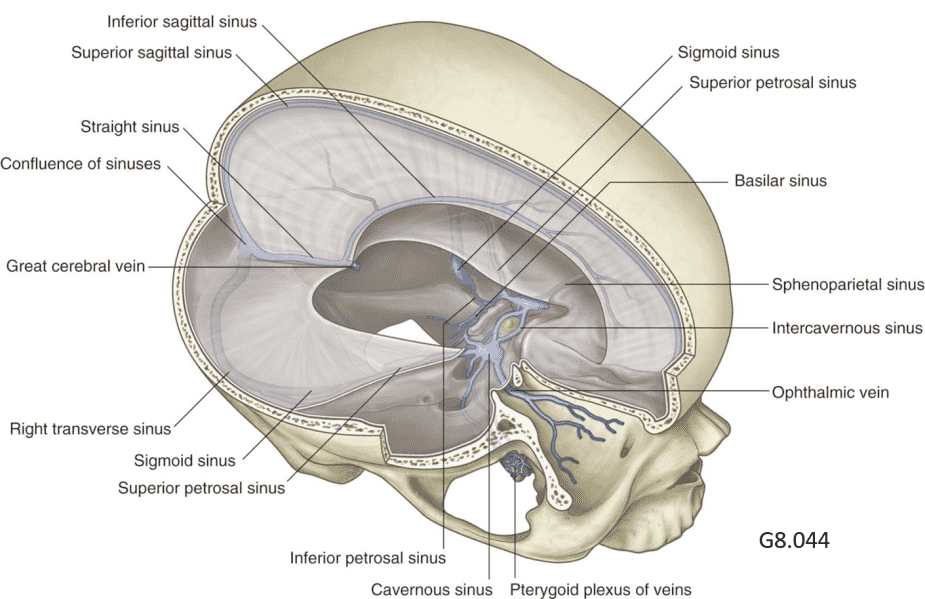 Inferior sagittal sinus
Superior sagittal sinus
Straight sinus
Confluence of sinuses
Great cerebral vein
Right transverse sinus
Sigmoid sinus
Superior petrosal sinus
Inferior petrosal sinus
Cavernous sinus
Pterygoid plexus of veins
Sigmoid sinus
Superior petrosal sinus
Basilar sinus
Sphenoparietal sinus
Intercavernous sinus
Ophthalmic vein
G8.044